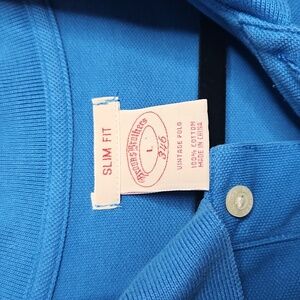 SLIM FIT
Brooks Brothers
L
346
VINTAGE POLO
100% COTTON
MADE IN CHINA